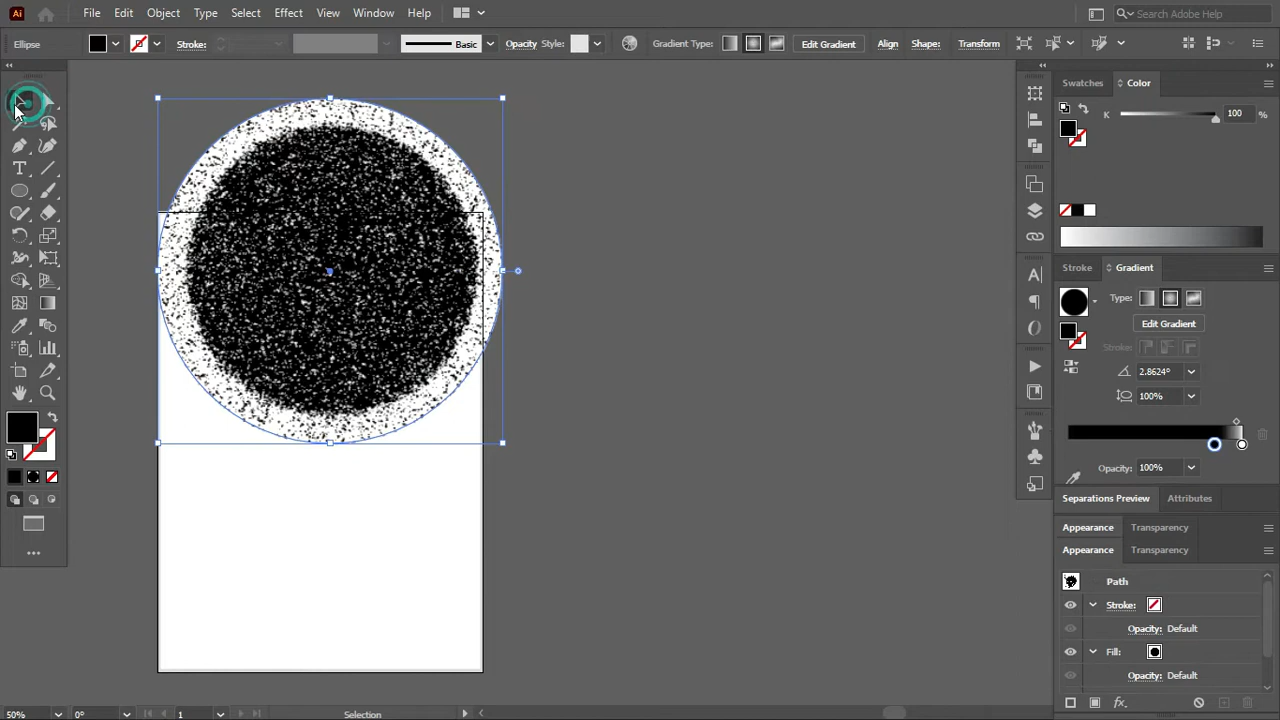 Ai File Edit Object Type Select Effect View Window Help Search Adobe Help
Ellipse Stroke: Basic Opacity Style: Gradient Type: Edit Gradient Align Shape: Transform
Swatches Color
K 100 %
Stroke Gradient
Type:
Edit Gradient
Stroke:
2.8624°
100%
Opacity: 100%
Separations Preview Attributes
Appearance Transparency
Appearance Transparency
Path
Stroke:
Opacity: Default
Fill:
Opacity: Default
fx.
50% 0° 1 Selection